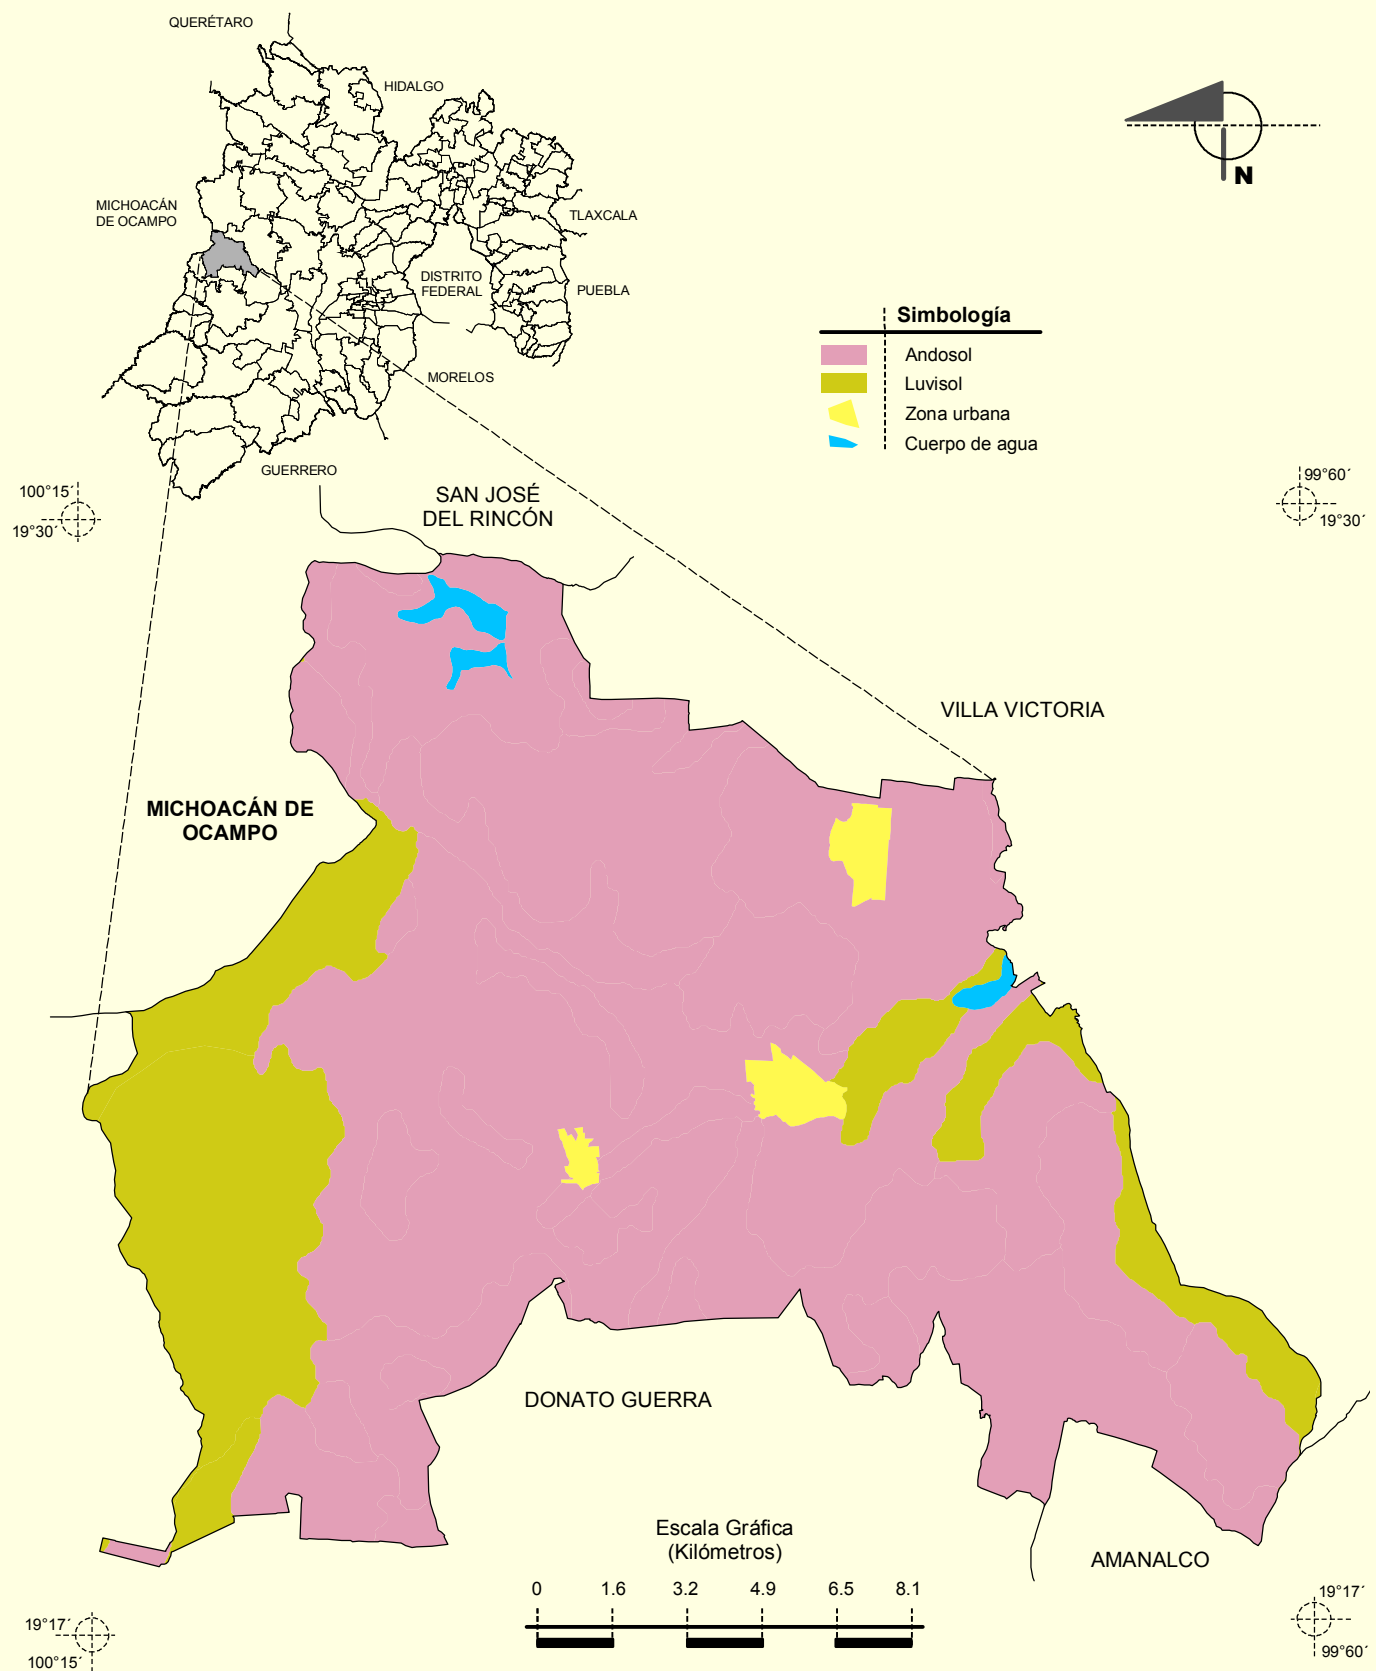 QUERÉTARO
HIDALGO
MICHOACÁN
DE OCAMPO
TLAXCALA
DISTRITO
FEDERAL
PUEBLA
MORELOS
GUERRERO
N
Simbología
Andosol
Luvisol
Zona urbana
Cuerpo de agua
100°15´
19°30´
99°60´
19°30´
SAN JOSÉ
DEL RINCÓN
VILLA VICTORIA
MICHOACÁN DE
OCAMPO
DONATO GUERRA
AMANALCO
Escala Gráfica
(Kilómetros)
0 1.6 3.2 4.9 6.5 8.1
19°17´
100°15´
19°17´
99°60´